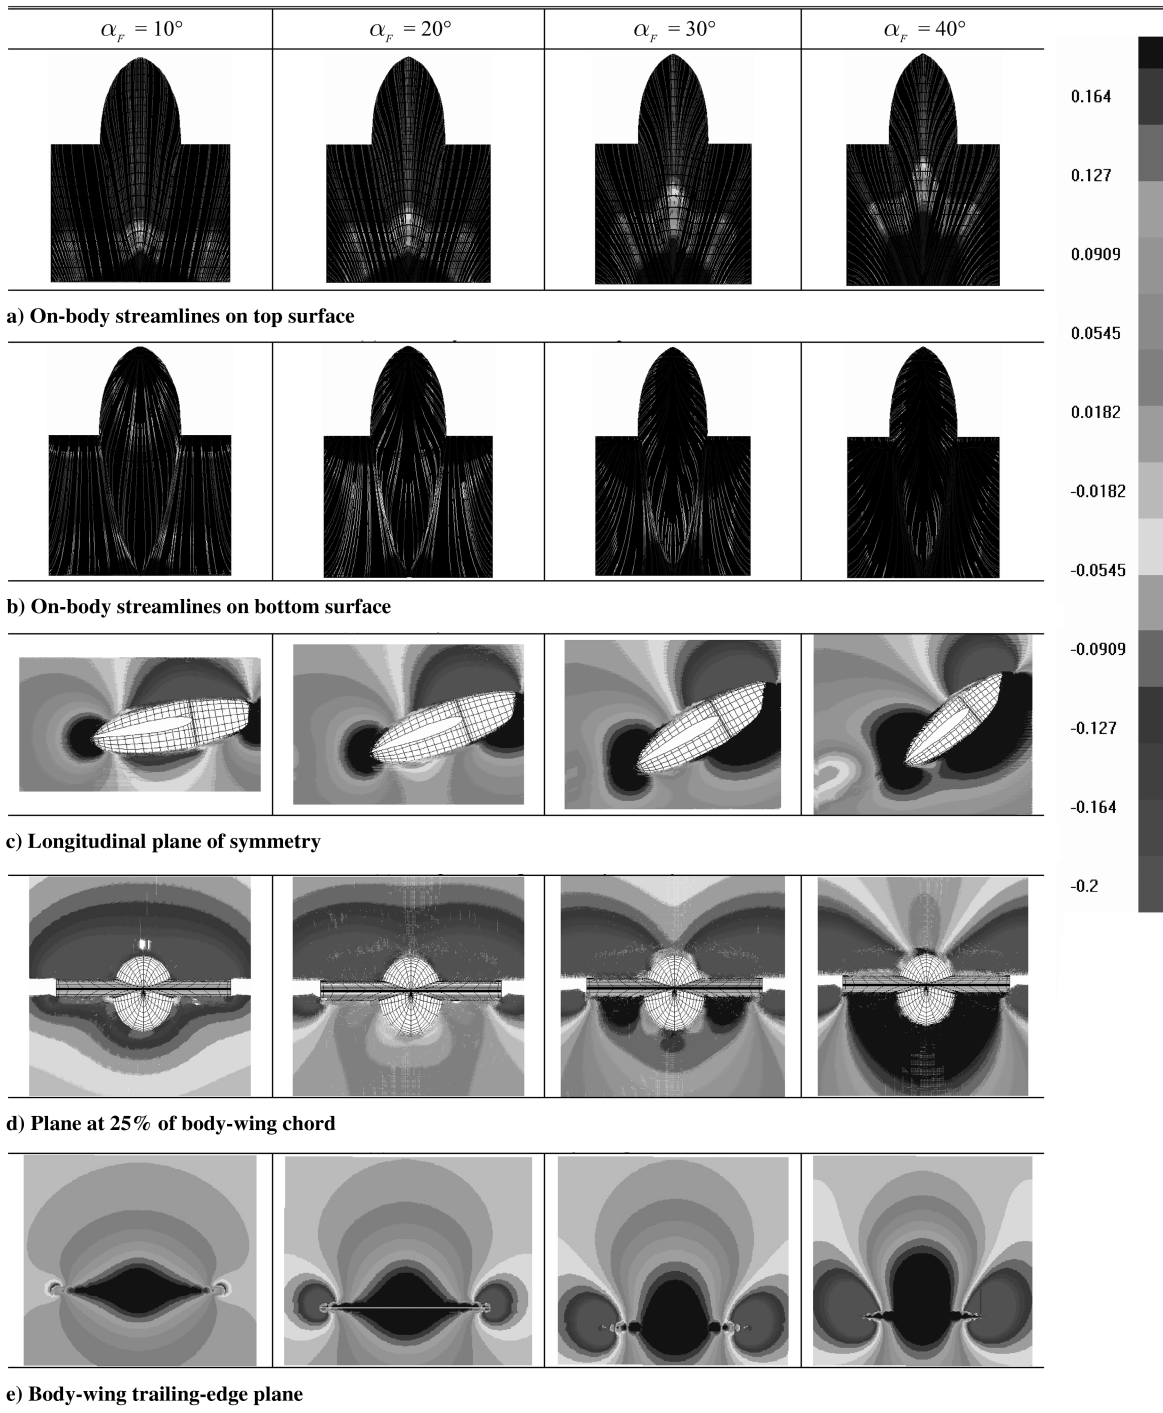 α_F = 10° α_F = 20° α_F = 30° α_F = 40°
a) On-body streamlines on top surface
b) On-body streamlines on bottom surface
c) Longitudinal plane of symmetry
d) Plane at 25% of body-wing chord
e) Body-wing trailing-edge plane
0.164
0.127
0.0909
0.0545
0.0182
-0.0182
-0.0545
-0.0909
-0.127
-0.164
-0.2